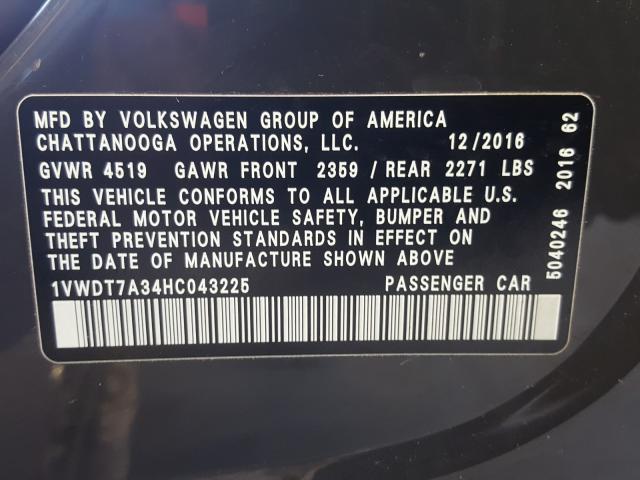 MFD BY VOLKSWAGEN GROUP OF AMERICA
CHATTANOOGA OPERATIONS, LLC. 12/2016
GVWR 4519 GAWR FRONT 2359 / REAR 2271 LBS
THIS VEHICLE CONFORMS TO ALL APPLICABLE U.S.
FEDERAL MOTOR VEHICLE SAFETY, BUMPER AND
THEFT PREVENTION STANDARDS IN EFFECT ON
THE DATE OF MANUFACTURE SHOWN ABOVE
1VWDT7A34HC043225 PASSENGER CAR
5040246 2016 62